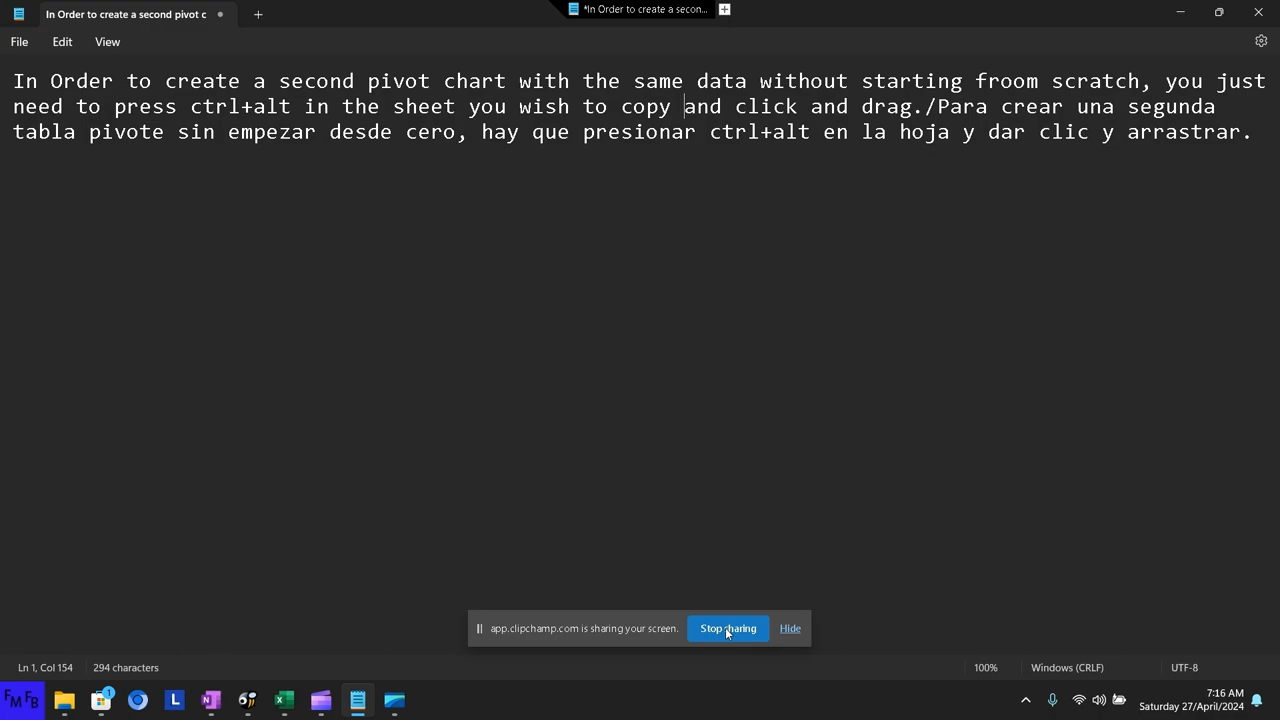 In Order to create a second pivot c
*In Order to create a secon...
File Edit View
In Order to create a second pivot chart with the same data without starting froom scratch, you just
need to press ctrl+alt in the sheet you wish to copy and click and drag./Para crear una segunda
tabla pivote sin empezar desde cero, hay que presionar ctrl+alt en la hoja y dar clic y arrastrar.
app.clipchamp.com is sharing your screen. Stop sharing Hide
Ln 1, Col 154 294 characters 100% Windows (CRLF) UTF-8
FM FB 1 L N 6 7:16 AM
Saturday 27/April/2024